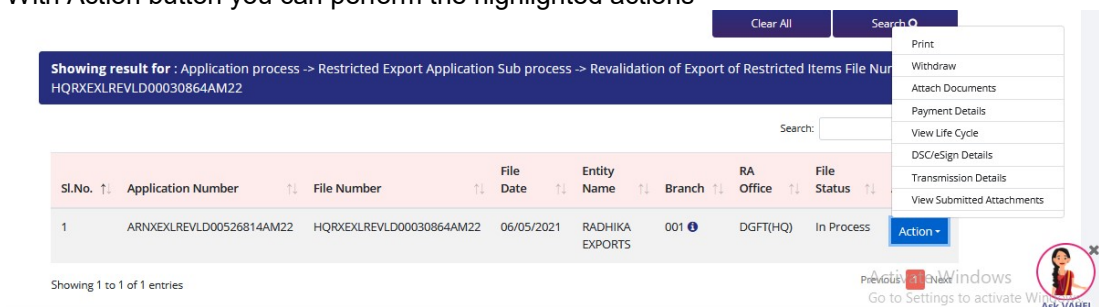 With Action button you can perform the highlighted actions
Clear All
Search
Print
Withdraw
Attach Documents
Payment Details
View Life Cycle
DSC/eSign Details
Transmission Details
View Submitted Attachments
Showing result for : Application process -> Restricted Export Application Sub process -> Revalidation of Export of Restricted Items File
HQRXEXLREVLD00030864AM22
Search:
Sl.No. Application Number File Number File Date Entity Name Branch RA Office File Status
1 ARNXEXLREVLD00526814AM22 HQRXEXLREVLD00030864AM22 06/05/2021 RADHIKA EXPORTS 001 DGFT(HQ) In Process Action
Showing 1 to 1 of 1 entries
Previous 1 Next
Activate Windows
Go to Settings to activate
Ask VAHEI